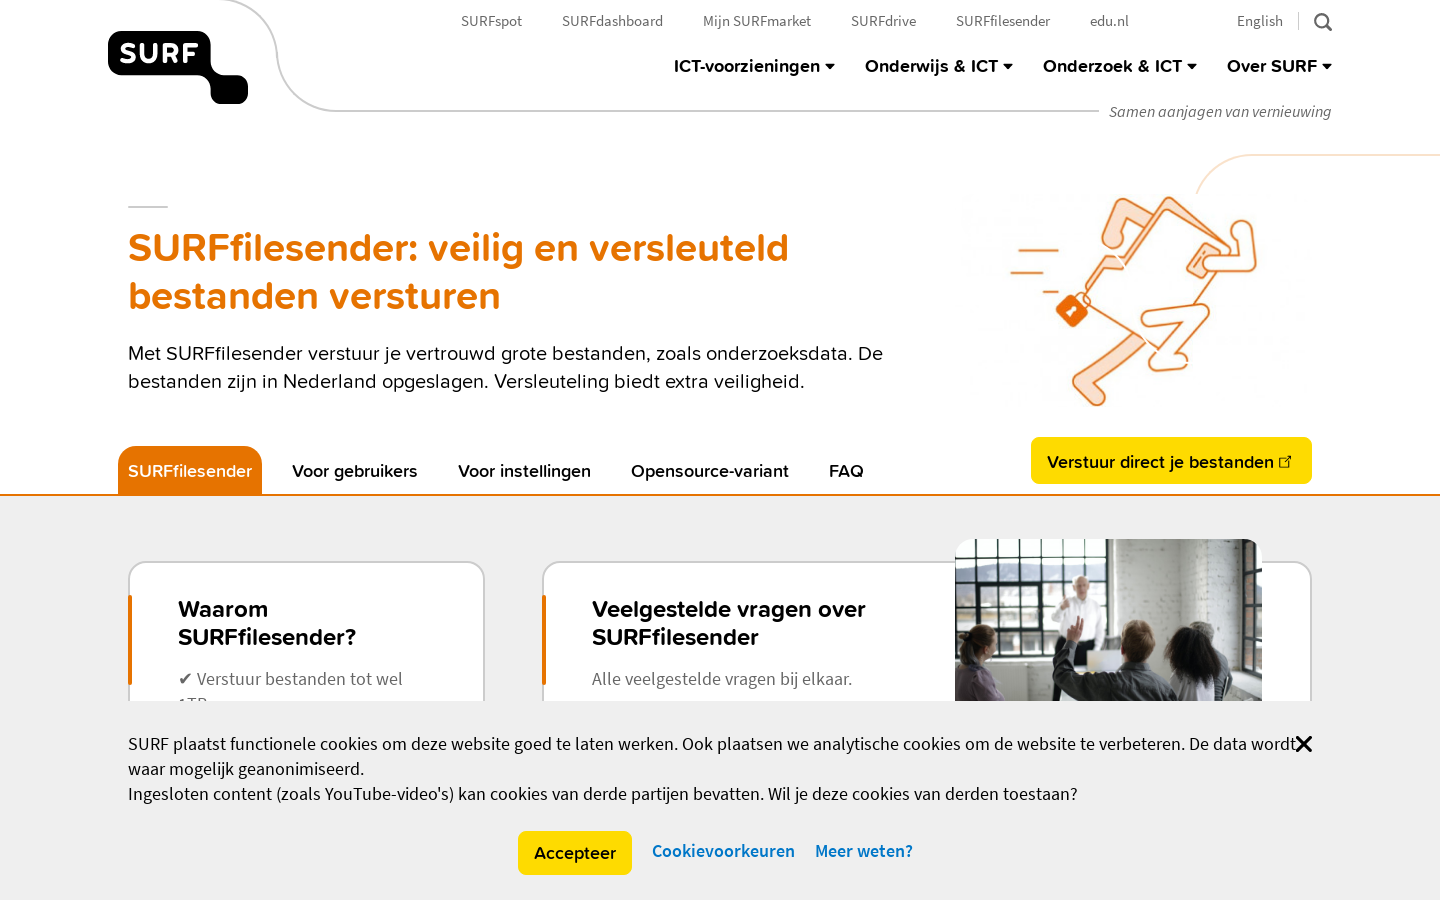 SURFspot SURFdashboard Mijn SURFmarket SURFdrive SURFfilesender edu.nl English
SURF
ICT-voorzieningen Onderwijs & ICT Onderzoek & ICT Over SURF
Samen aanjagen van vernieuwing
SURFfilesender: veilig en versleuteld
bestanden versturen
Met SURFfilesender verstuur je vertrouwd grote bestanden, zoals onderzoeksdata. De
bestanden zijn in Nederland opgeslagen. Versleuteling biedt extra veiligheid.
SURFfilesender Voor gebruikers Voor instellingen Opensource-variant FAQ
Verstuur direct je bestanden
Waarom
SURFfilesender?
✔ Verstuur bestanden tot wel
Veelgestelde vragen over
SURFfilesender
Alle veelgestelde vragen bij elkaar.
SURF plaatst functionele cookies om deze website goed te laten werken. Ook plaatsen we analytische cookies om de website te verbeteren. De data wordt
waar mogelijk geanonimiseerd.
Ingesloten content (zoals YouTube-video's) kan cookies van derde partijen bevatten. Wil je deze cookies van derden toestaan?
Accepteer Cookievoorkeuren Meer weten?